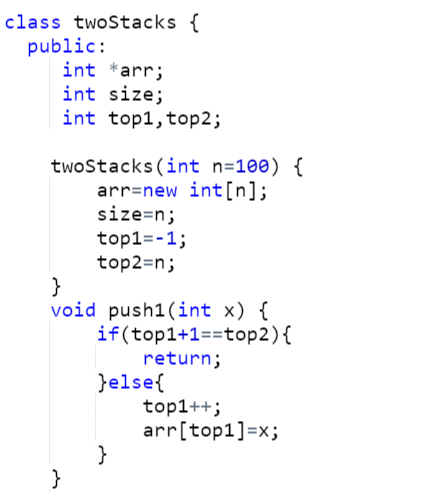 class twoStacks {
  public:
     int *arr;
     int size;
     int top1,top2;

    twoStacks(int n=100) {
        arr=new int[n];
        size=n;
        top1=-1;
        top2=n;
    }
    void push1(int x) {
        if(top1+1==top2){
            return;
        }else{
            top1++;
            arr[top1]=x;
        }
    }